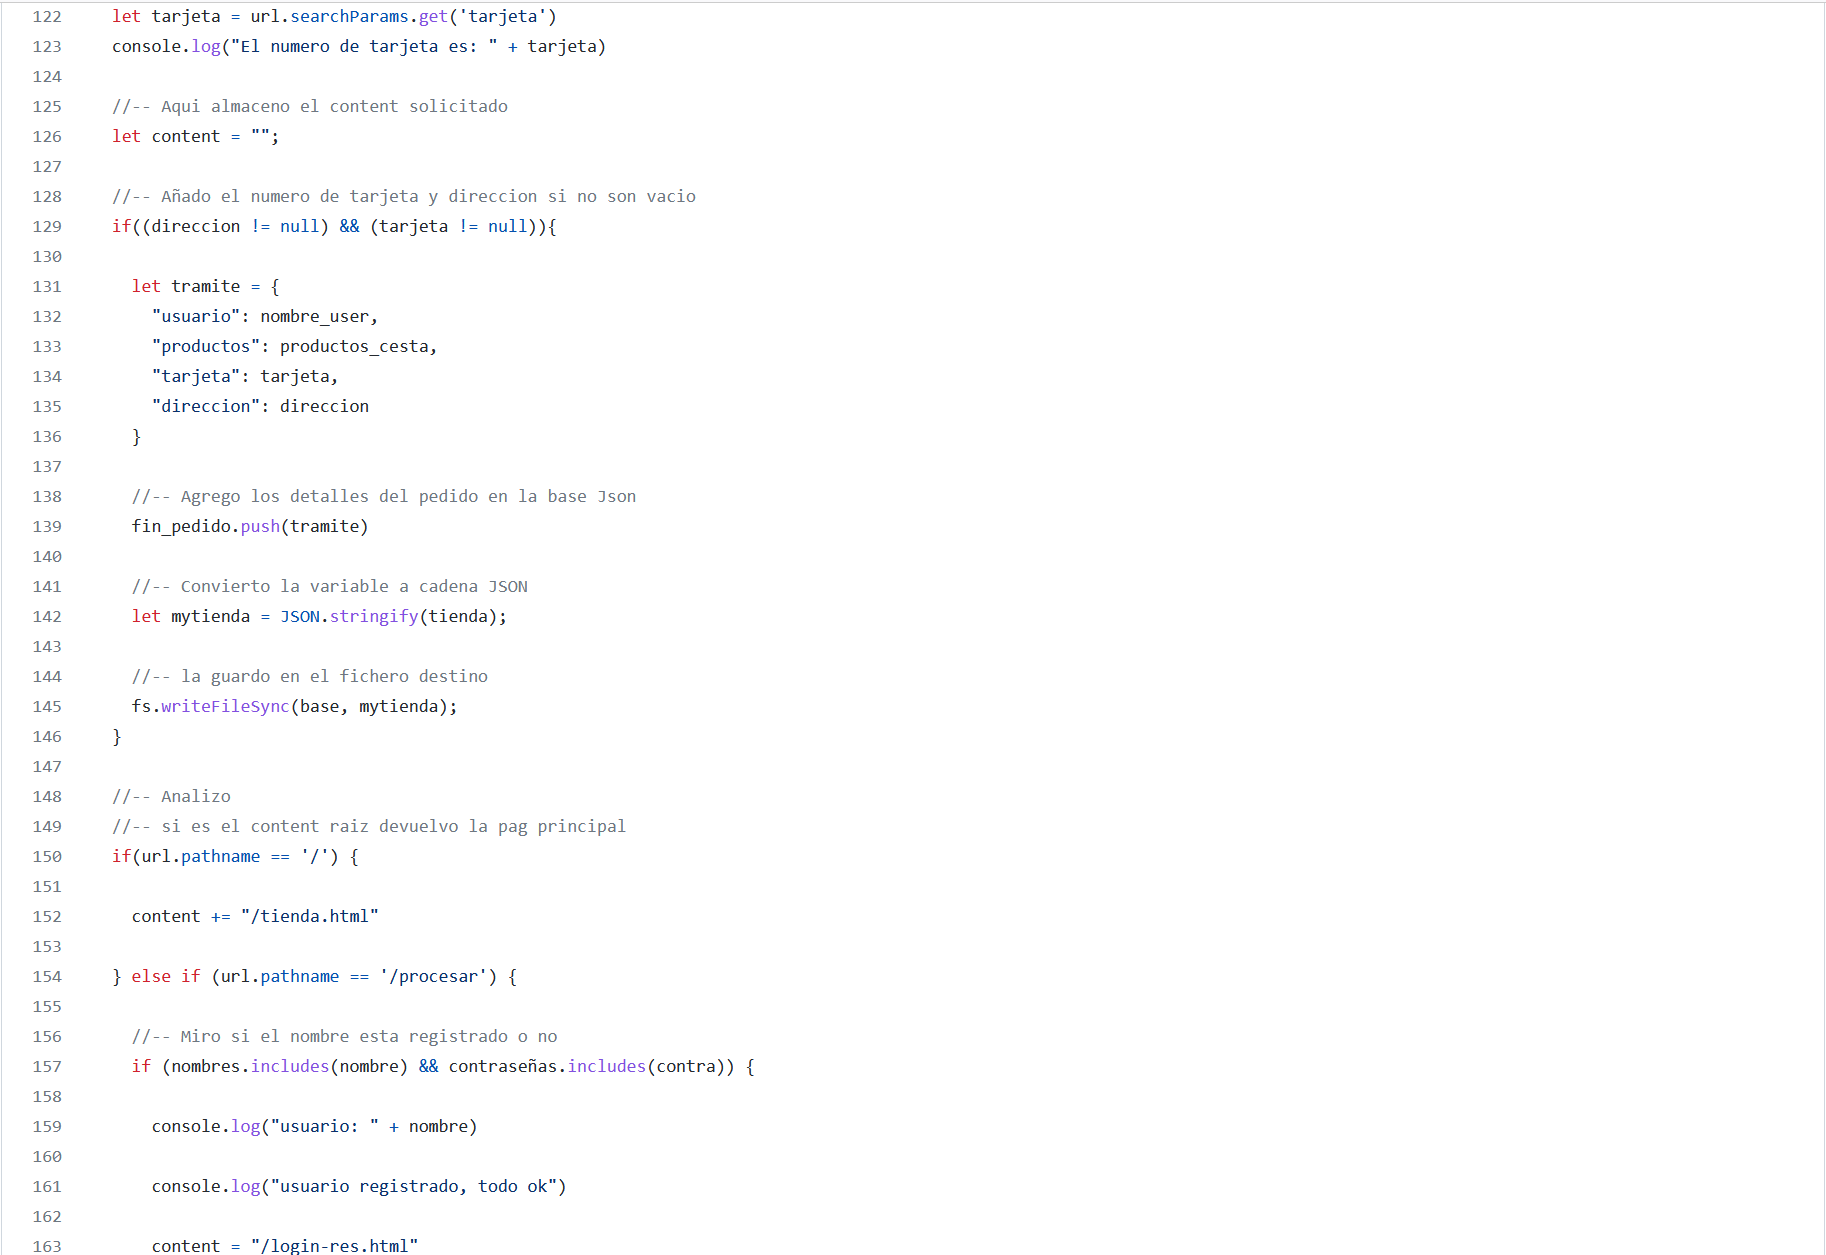 122 let tarjeta = url.searchParams.get('tarjeta')
123 console.log("El numero de tarjeta es: " + tarjeta)
124
125 //-- Aqui almaceno el content solicitado
126 let content = "";
127
128 //-- Añado el numero de tarjeta y direccion si no son vacio
129 if((direccion != null) && (tarjeta != null)){
130
131 let tramite = {
132 "usuario": nombre_user,
133 "productos": productos_cesta,
134 "tarjeta": tarjeta,
135 "direccion": direccion
136 }
137
138 //-- Agrego los detalles del pedido en la base Json
139 fin_pedido.push(tramite)
140
141 //-- Convierto la variable a cadena JSON
142 let mytienda = JSON.stringify(tienda);
143
144 //-- la guardo en el fichero destino
145 fs.writeFileSync(base, mytienda);
146 }
147
148 //-- Analizo
149 //-- si es el content raiz devuelvo la pag principal
150 if(url.pathname == '/') {
151
152 content += "/tienda.html"
153
154 } else if (url.pathname == '/procesar') {
155
156 //-- Miro si el nombre esta registrado o no
157 if (nombres.includes(nombre) && contraseñas.includes(contra)) {
158
159 console.log("usuario: " + nombre)
160
161 console.log("usuario registrado, todo ok")
162
163 content = "/login-res.html"